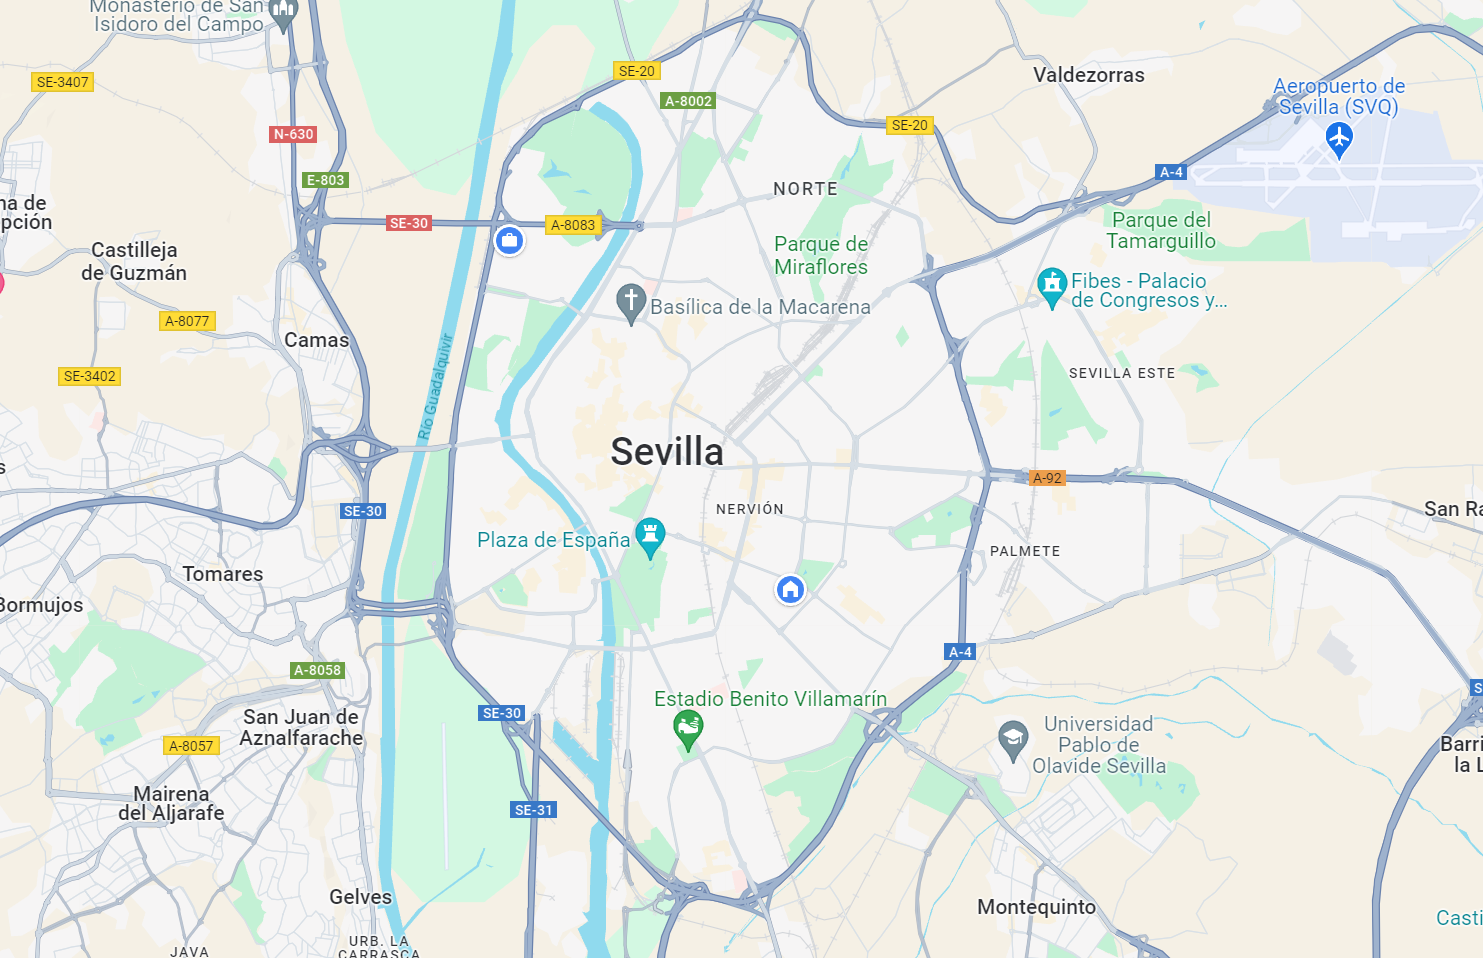 Monasterio de San
Isidoro del Campo
SE-3407
SE-20
A-8002
Valdezorras
Aeropuerto de
Sevilla (SVQ)
N-630
SE-20
E-803
A-4
NORTE
SE-30
A-8083
Parque del
Tamarguillo
Castilleja
de Guzmán
Parque de
Miraflores
Fibes - Palacio
de Congresos y...
Basílica de la Macarena
A-8077
Camas
Río Guadalquivir
SE-3402
SEVILLA ESTE
Sevilla
A-92
SE-30
NERVIÓN
San Ra
Plaza de España
PALMETE
Tomares
Bormujos
A-4
A-8058
Estadio Benito Villamarín
SE-30
San Juan de
Aznalfarache
A-8057
Universidad
Pablo de
Olavide Sevilla
Barri
la L
Mairena
del Aljarafe
SE-31
Gelves
Montequinto
Casti
URB. LA
CARRASCA
JAVA